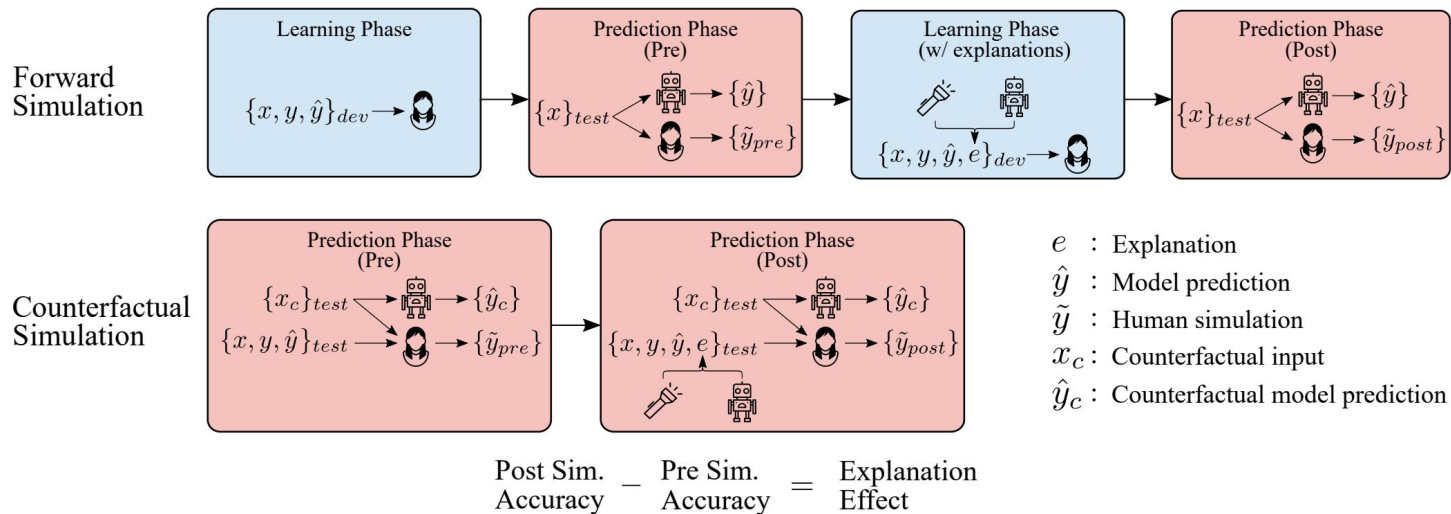 Forward
Simulation
Learning Phase
{x, y, ŷ}dev
Prediction Phase
(Pre)
{x}test
{ŷ}
{ỹpre}
Learning Phase
(w/ explanations)
{x, y, ŷ, e}dev
Prediction Phase
(Post)
{x}test
{ŷ}
{ỹpost}
Counterfactual
Simulation
Prediction Phase
(Pre)
{xc}test
{ŷc}
{x, y, ŷ}test
{ỹpre}
Prediction Phase
(Post)
{xc}test
{ŷc}
{x, y, ŷ, e}test
{ỹpost}
e : Explanation
ŷ : Model prediction
ỹ : Human simulation
xc : Counterfactual input
ŷc : Counterfactual model prediction
Post Sim. Accuracy − Pre Sim. Accuracy = Explanation Effect